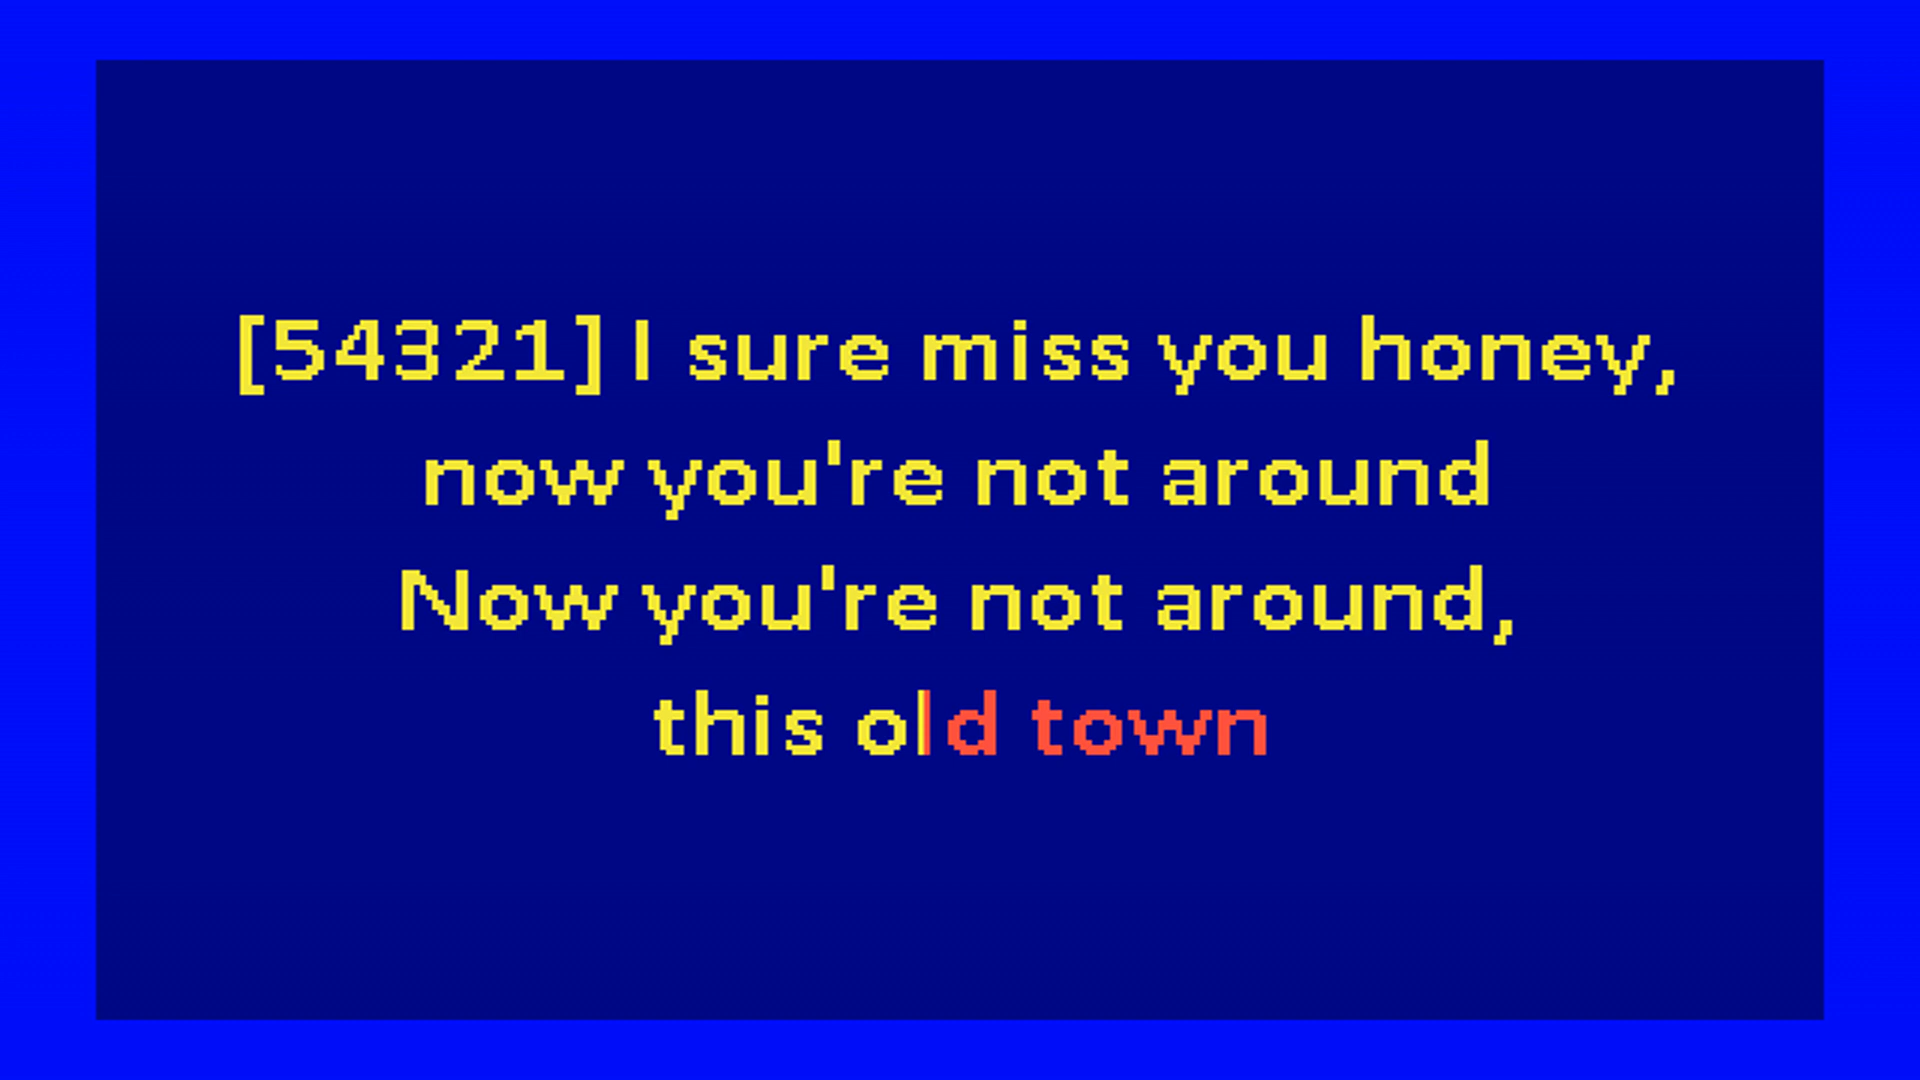 [54321] I sure miss you honey,
now you're not around
Now you're not around,
this old town